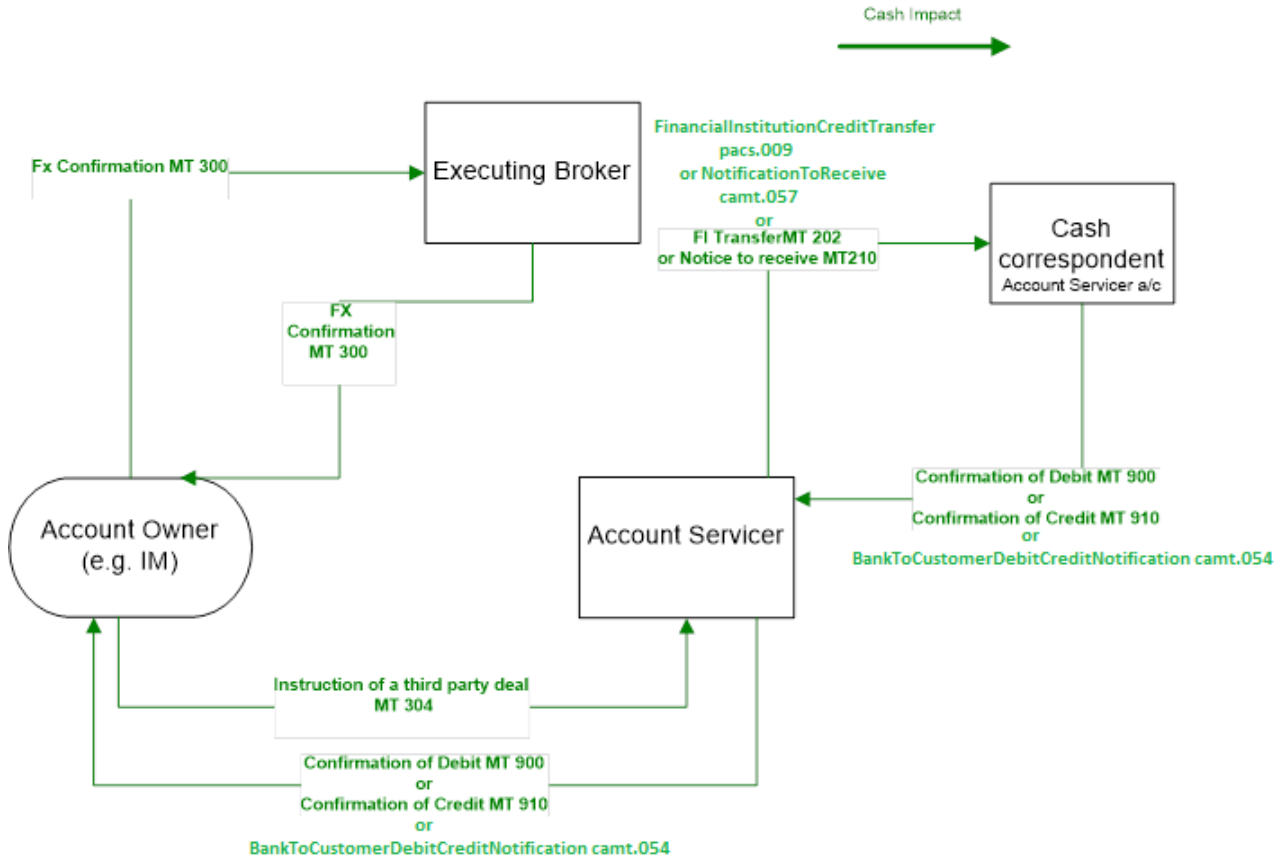 Cash Impact
Executing Broker
Fx Confirmation MT 300
FinancialInstitutionCreditTransfer
pacs.009
or NotificationToReceive
camt.057
or
FI TransferMT 202
or Notice to receive MT210
Cash
correspondent
Account Servicer a/c
FX
Confirmation
MT 300
Account Owner
(e.g. IM)
Account Servicer
Confirmation of Debit MT 900
or
Confirmation of Credit MT 910
or
BankToCustomerDebitCreditNotification camt.054
Instruction of a third party deal
MT 304
Confirmation of Debit MT 900
or
Confirmation of Credit MT 910
or
BankToCustomerDebitCreditNotification camt.054